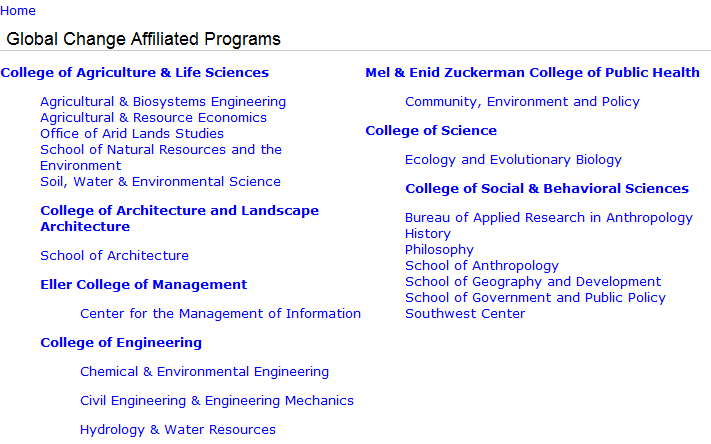 Home
Global Change Affiliated Programs
College of Agriculture & Life Sciences
Agricultural & Biosystems Engineering
Agricultural & Resource Economics
Office of Arid Lands Studies
School of Natural Resources and the
Environment
Soil, Water & Environmental Science
College of Architecture and Landscape
Architecture
School of Architecture
Eller College of Management
Center for the Management of Information
College of Engineering
Chemical & Environmental Engineering
Civil Engineering & Engineering Mechanics
Hydrology & Water Resources
Mel & Enid Zuckerman College of Public Health
Community, Environment and Policy
College of Science
Ecology and Evolutionary Biology
College of Social & Behavioral Sciences
Bureau of Applied Research in Anthropology
History
Philosophy
School of Anthropology
School of Geography and Development
School of Government and Public Policy
Southwest Center